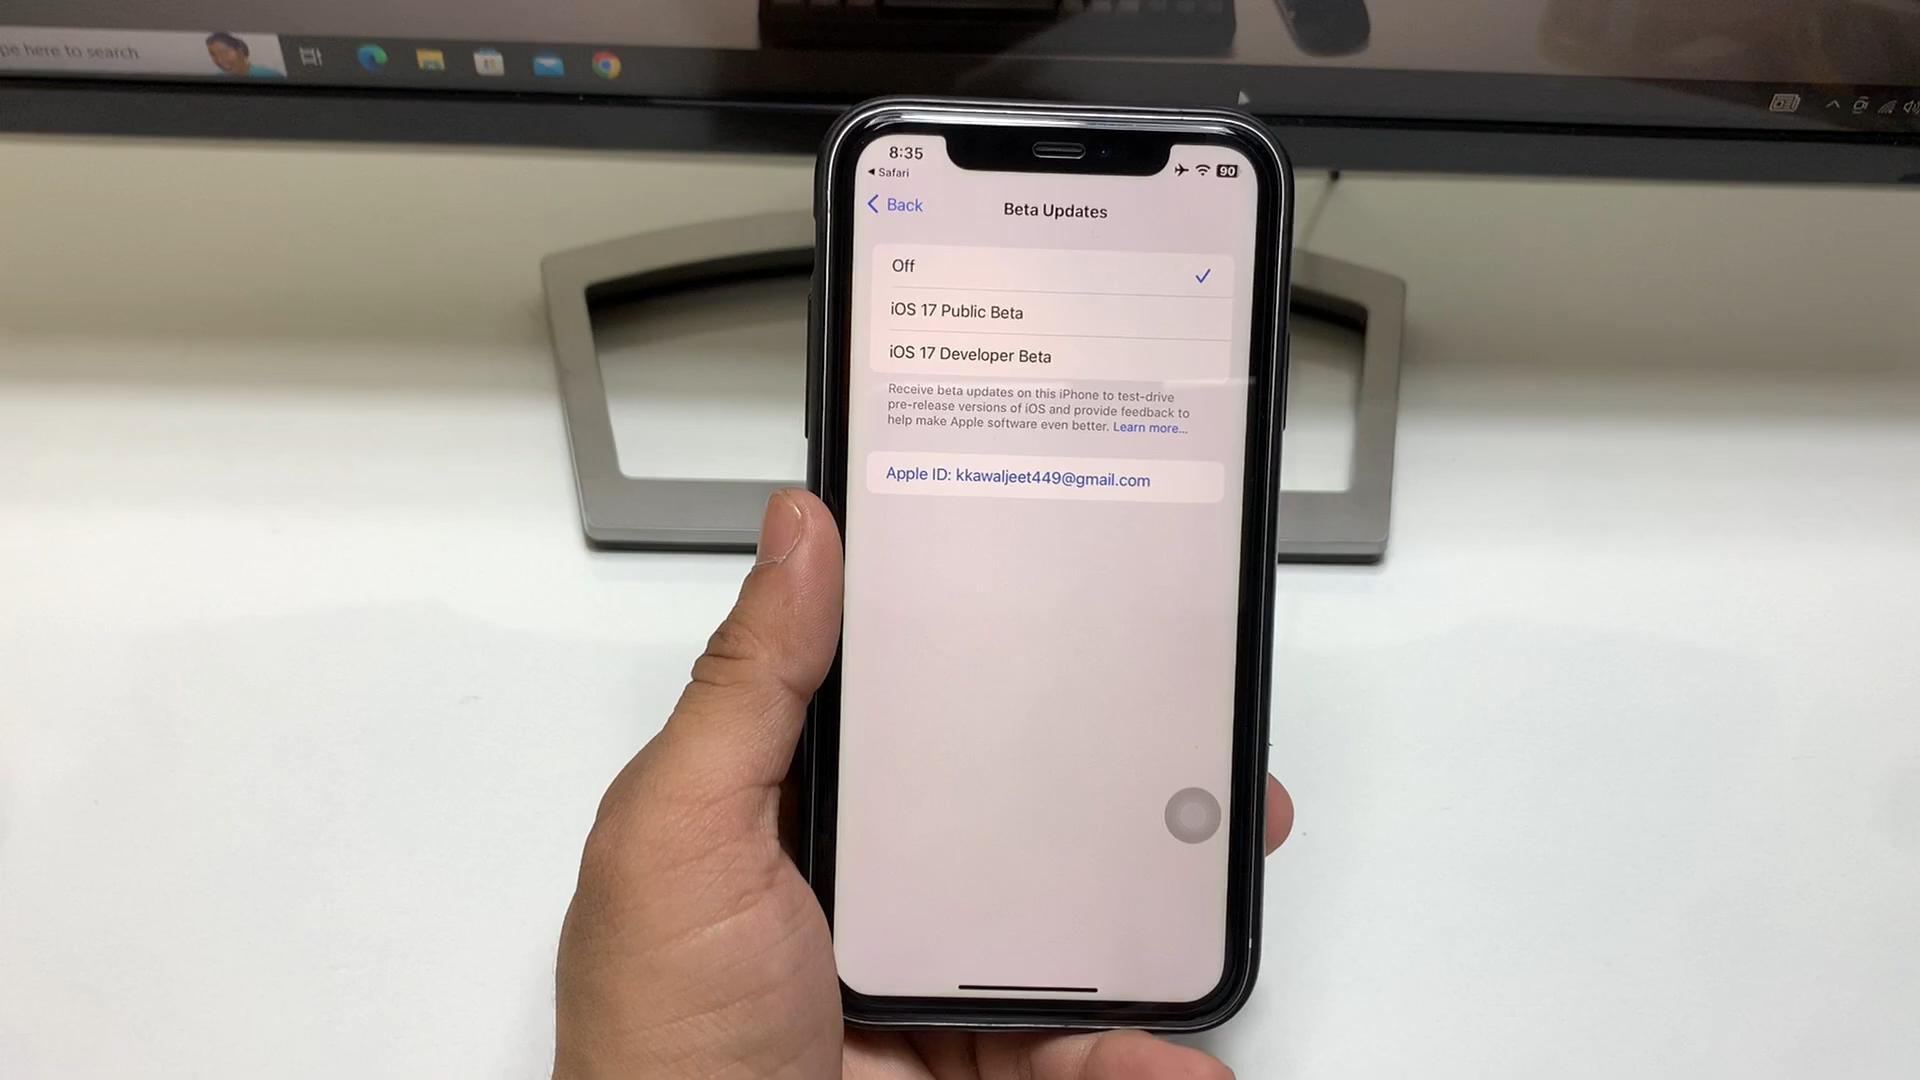 pe here to search
8:35
Safari
90
Back
Beta Updates
Off
iOS 17 Public Beta
iOS 17 Developer Beta
Receive beta updates on this iPhone to test-drive
pre-release versions of iOS and provide feedback to
help make Apple software even better. Learn more...
Apple ID: kkawaljeet449@gmail.com